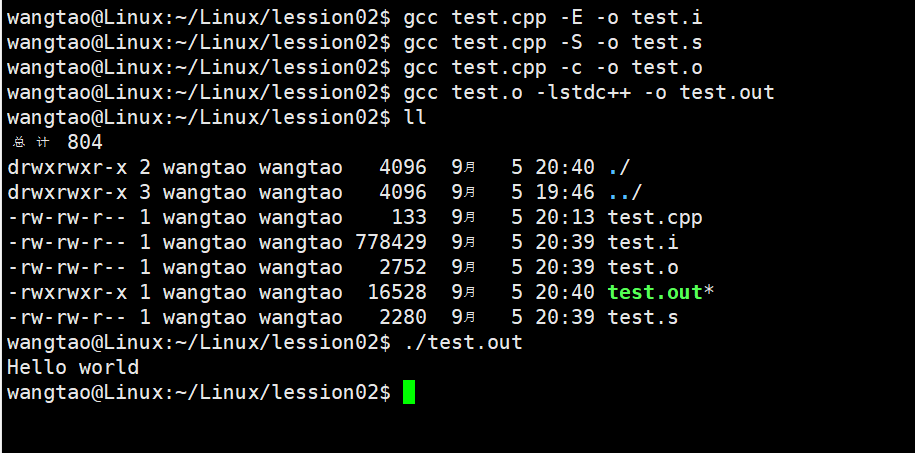 wangtao@Linux:~/Linux/lession02$ gcc test.cpp -E -o test.i
wangtao@Linux:~/Linux/lession02$ gcc test.cpp -S -o test.s
wangtao@Linux:~/Linux/lession02$ gcc test.cpp -c -o test.o
wangtao@Linux:~/Linux/lession02$ gcc test.o -lstdc++ -o test.out
wangtao@Linux:~/Linux/lession02$ ll
总计 804
drwxrwxr-x 2 wangtao wangtao   4096  9月   5 20:40 ./
drwxrwxr-x 3 wangtao wangtao   4096  9月   5 19:46 ../
-rw-rw-r-- 1 wangtao wangtao    133  9月   5 20:13 test.cpp
-rw-rw-r-- 1 wangtao wangtao 778429  9月   5 20:39 test.i
-rw-rw-r-- 1 wangtao wangtao   2752  9月   5 20:39 test.o
-rwxrwxr-x 1 wangtao wangtao  16528  9月   5 20:40 test.out*
-rw-rw-r-- 1 wangtao wangtao   2280  9月   5 20:39 test.s
wangtao@Linux:~/Linux/lession02$ ./test.out
Hello world
wangtao@Linux:~/Linux/lession02$